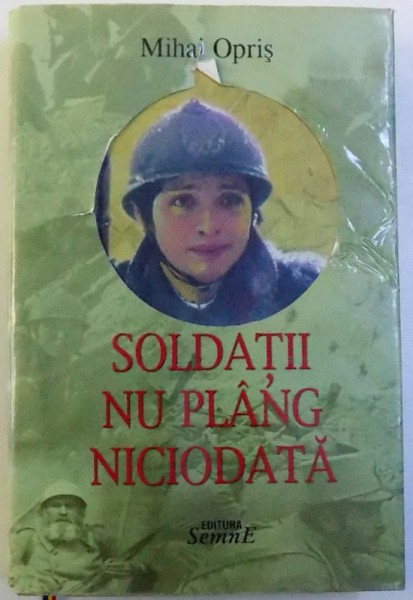 Mihai Opriş
SOLDAŢII
NU PLÂNG
NICIODATĂ
EDITURA
SemnE